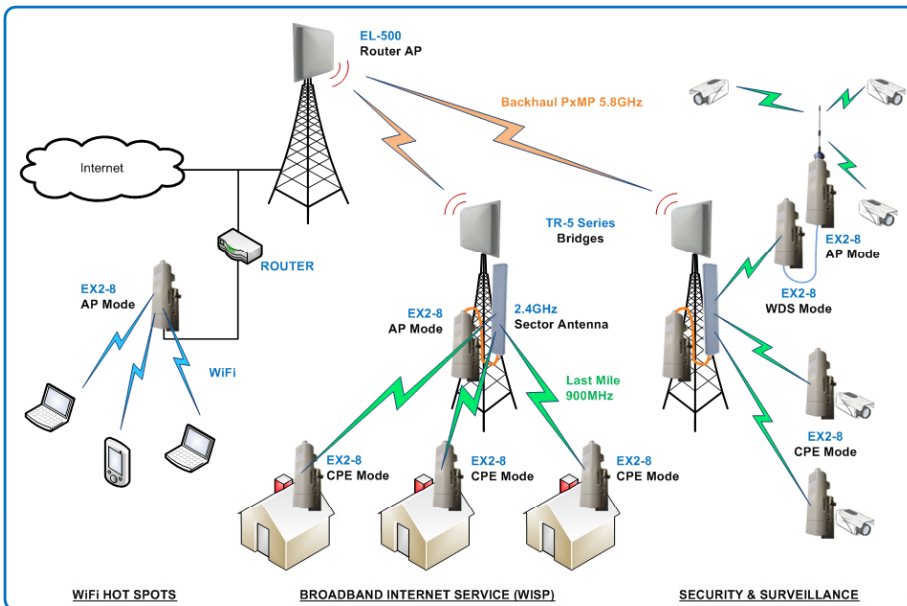 EL-500
Router AP
Backhaul PxMP 5.8GHz
Internet
ROUTER
EX2-8
AP Mode
WiFi
TR-5 Series
Bridges
EX2-8
AP Mode
2.4GHz
Sector Antenna
Last Mile
900MHz
EX2-8
CPE Mode
EX2-8
CPE Mode
EX2-8
CPE Mode
EX2-8
AP Mode
EX2-8
WDS Mode
EX2-8
CPE Mode
WiFi HOT SPOTS
BROADBAND INTERNET SERVICE (WISP)
SECURITY & SURVEILLANCE